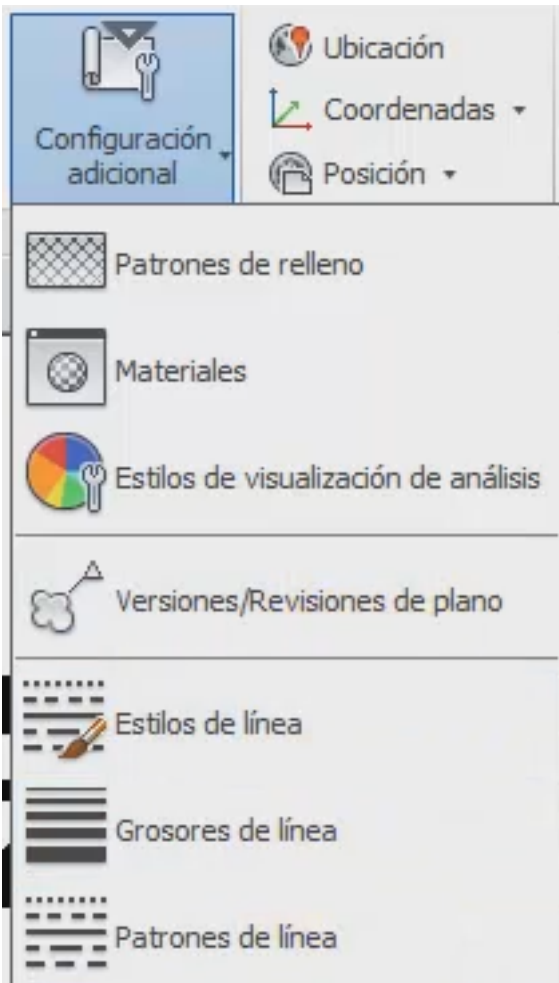 Configuración
adicional
Ubicación
Coordenadas
Posición
Patrones de relleno
Materiales
Estilos de visualización de análisis
Versiones/Revisiones de plano
Estilos de línea
Grosores de línea
Patrones de línea